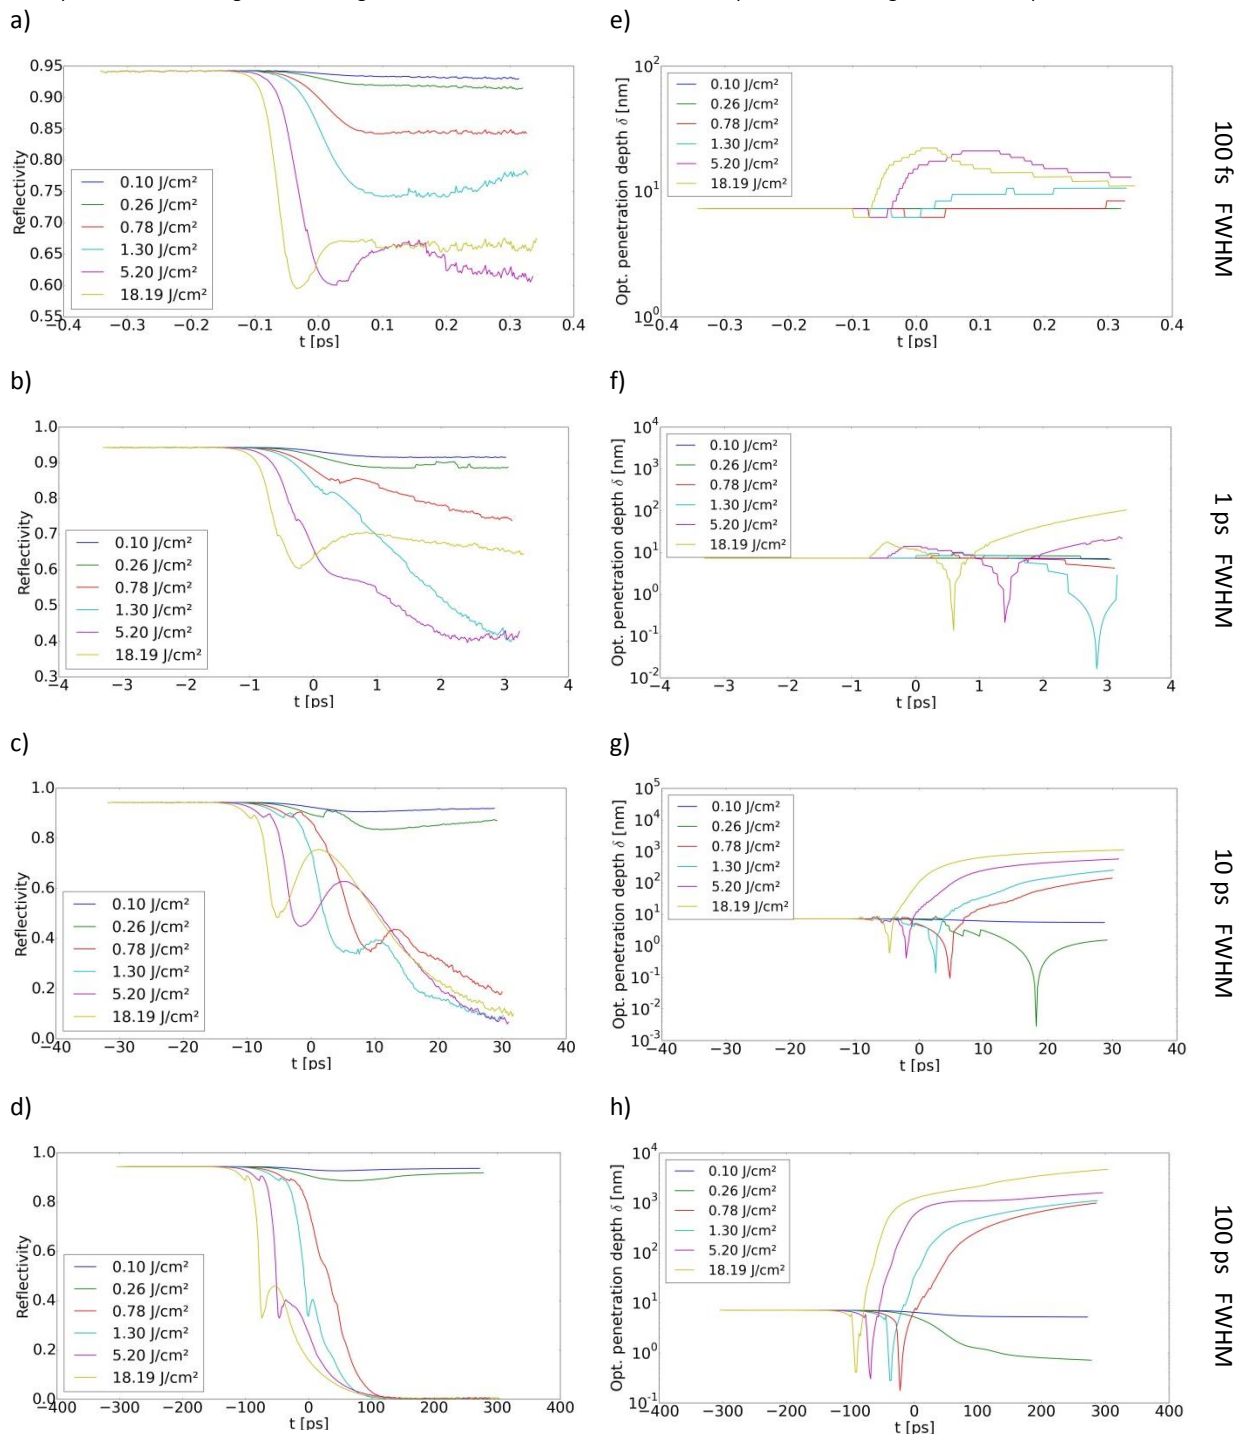 a)
0.95
0.90
0.85
0.80
0.75
0.70
0.65
0.60
0.55
Reflectivity
0.10 J/cm²
0.26 J/cm²
0.78 J/cm²
1.30 J/cm²
5.20 J/cm²
18.19 J/cm²
−0.4 −0.3 −0.2 −0.1 0.0 0.1 0.2 0.3 0.4
t [ps]
e)
10²
10¹
10⁰
Opt. penetration depth δ [nm]
0.10 J/cm²
0.26 J/cm²
0.78 J/cm²
1.30 J/cm²
5.20 J/cm²
18.19 J/cm²
−0.4 −0.3 −0.2 −0.1 0.0 0.1 0.2 0.3 0.4
t [ps]
100 fs FWHM
b)
1.0
0.9
0.8
0.7
0.6
0.5
0.4
0.3
Reflectivity
0.10 J/cm²
0.26 J/cm²
0.78 J/cm²
1.30 J/cm²
5.20 J/cm²
18.19 J/cm²
−4 −3 −2 −1 0 1 2 3 4
t [ps]
f)
10⁴
10³
10²
10¹
10⁰
10⁻¹
10⁻²
Opt. penetration depth δ [nm]
0.10 J/cm²
0.26 J/cm²
0.78 J/cm²
1.30 J/cm²
5.20 J/cm²
18.19 J/cm²
−4 −3 −2 −1 0 1 2 3 4
t [ps]
1 ps FWHM
c)
1.0
0.8
0.6
0.4
0.2
0.0
Reflectivity
0.10 J/cm²
0.26 J/cm²
0.78 J/cm²
1.30 J/cm²
5.20 J/cm²
18.19 J/cm²
−40 −30 −20 −10 0 10 20 30 40
t [ps]
g)
10⁵
10⁴
10³
10²
10¹
10⁰
10⁻¹
10⁻²
10⁻³
Opt. penetration depth δ [nm]
0.10 J/cm²
0.26 J/cm²
0.78 J/cm²
1.30 J/cm²
5.20 J/cm²
18.19 J/cm²
−40 −30 −20 −10 0 10 20 30 40
t [ps]
10 ps FWHM
d)
1.0
0.8
0.6
0.4
0.2
0.0
Reflectivity
0.10 J/cm²
0.26 J/cm²
0.78 J/cm²
1.30 J/cm²
5.20 J/cm²
18.19 J/cm²
−400 −300 −200 −100 0 100 200 300 400
t [ps]
h)
10⁴
10³
10²
10¹
10⁰
10⁻¹
Opt. penetration depth δ [nm]
0.10 J/cm²
0.26 J/cm²
0.78 J/cm²
1.30 J/cm²
5.20 J/cm²
18.19 J/cm²
−400 −300 −200 −100 0 100 200 300 400
t [ps]
100 ps FWHM